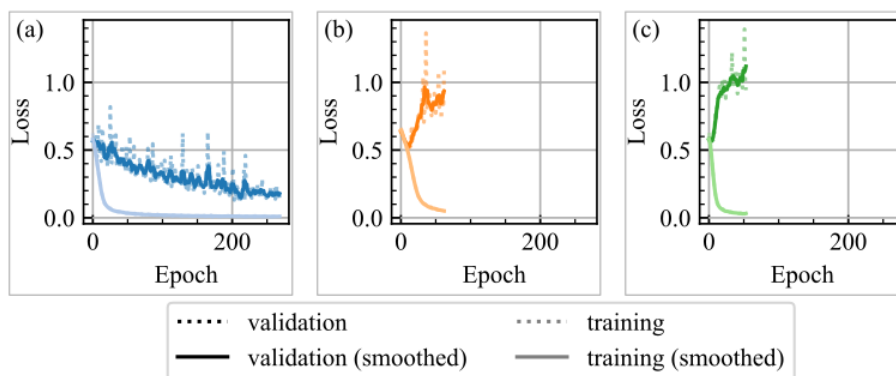 (a)
1.0
0.5
0.0
Loss
0
200
Epoch
(b)
1.0
0.5
0.0
Loss
0
200
Epoch
(c)
1.0
0.5
0.0
Loss
0
200
Epoch
validation
training
validation (smoothed)
training (smoothed)